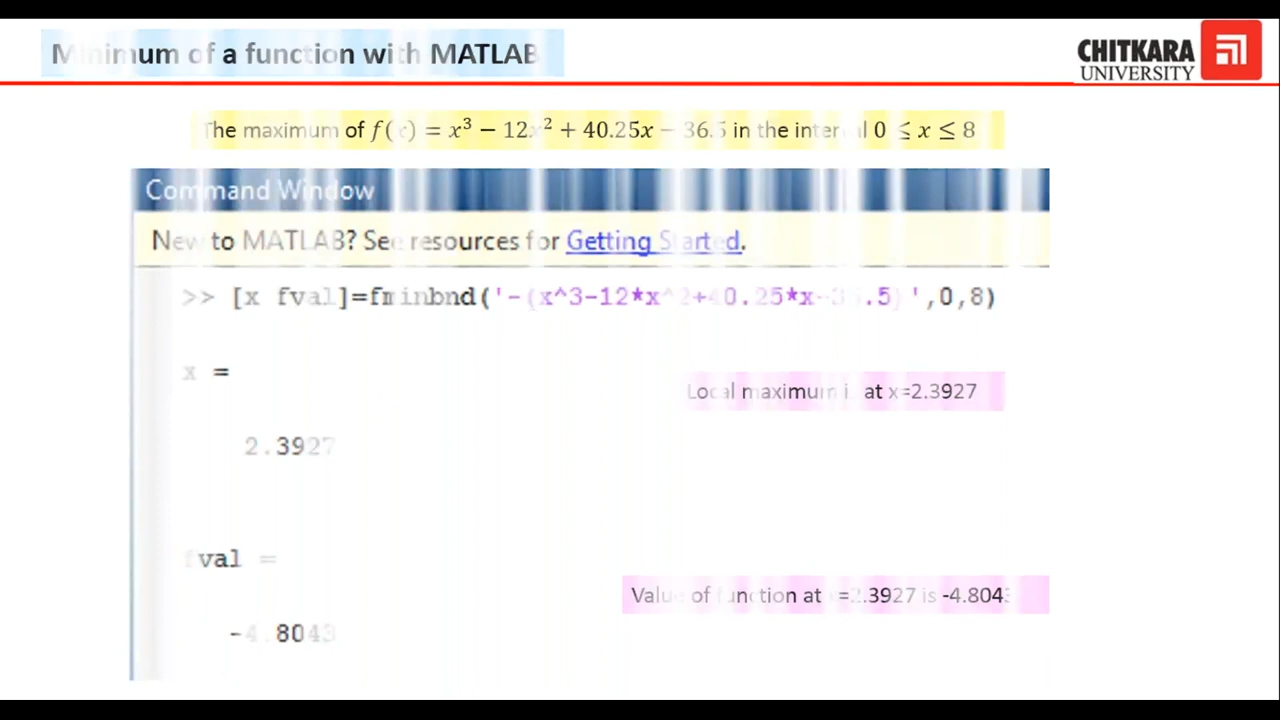 Minimum of a function with MATLAB
CHITKARA
UNIVERSITY
The maximum of f(x) = x³ − 12x² + 40.25x − 36.5 in the interval 0 ≤ x ≤ 8
Command Window
New to MATLAB? See resources for Getting Started.
>> [x fval]=fminbnd('-(x^3-12*x^2+40.25*x-36.5)',0,8)
x =
2.3927
Local maximum is at x=2.3927
fval =
-4.8043
Value of function at x=2.3927 is -4.8043